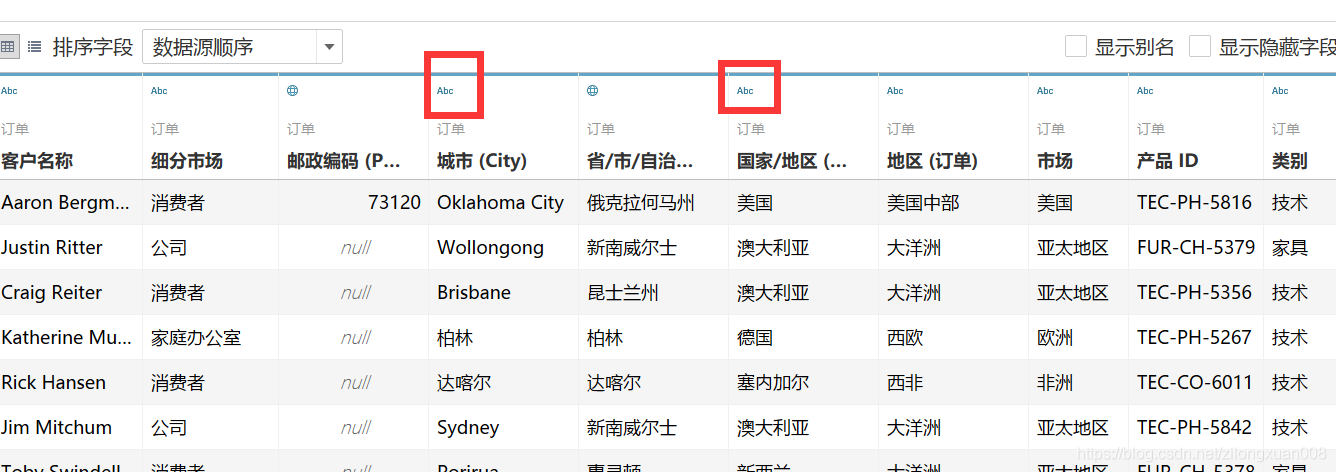 排序字段 数据源顺序 显示别名 显示隐藏字段
Abc Abc Abc Abc Abc Abc Abc Abc
订单 订单 订单 订单 订单 订单 订单 订单 订单 订单
客户名称 细分市场 邮政编码 (P... 城市 (City) 省/市/自治... 国家/地区 (... 地区 (订单) 市场 产品 ID 类别
Aaron Bergm... 消费者 73120 Oklahoma City 俄克拉何马州 美国 美国中部 美国 TEC-PH-5816 技术
Justin Ritter 公司 null Wollongong 新南威尔士 澳大利亚 大洋洲 亚太地区 FUR-CH-5379 家具
Craig Reiter 消费者 null Brisbane 昆士兰州 澳大利亚 大洋洲 亚太地区 TEC-PH-5356 技术
Katherine Mu... 家庭办公室 null 柏林 柏林 德国 西欧 欧洲 TEC-PH-5267 技术
Rick Hansen 消费者 null 达喀尔 达喀尔 塞内加尔 西非 非洲 TEC-CO-6011 技术
Jim Mitchum 公司 null Sydney 新南威尔士 澳大利亚 大洋洲 亚太地区 TEC-PH-5842 技术
Toby Swindell 消费者 null Porirua 惠灵顿 新西兰 大洋洲 亚太地区 FUR-CH-5378 家具
https://blog.csdn.net/zilongxuan008